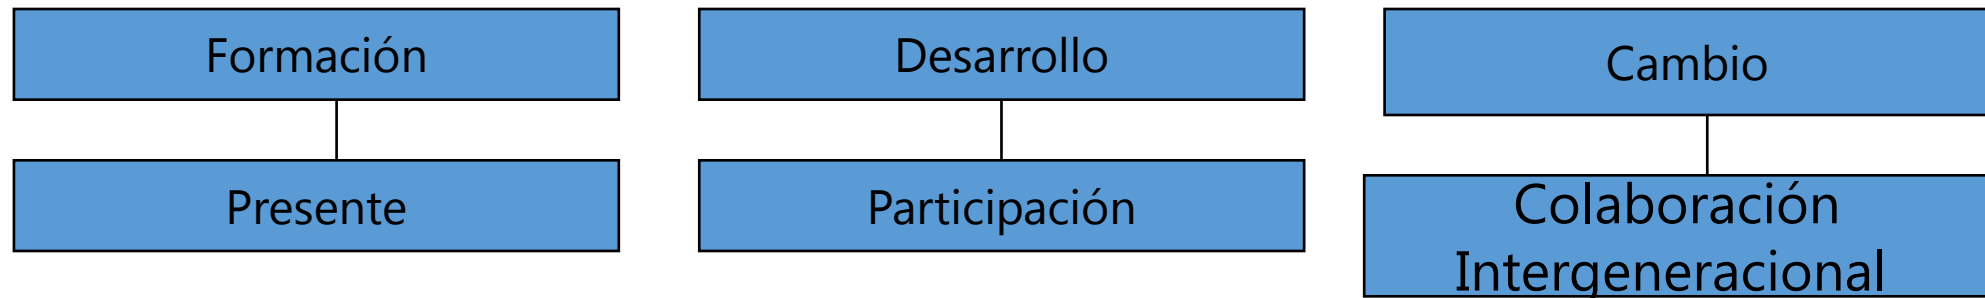 Formación
Desarrollo
Cambio
Presente
Participación
Colaboración
Intergeneracional